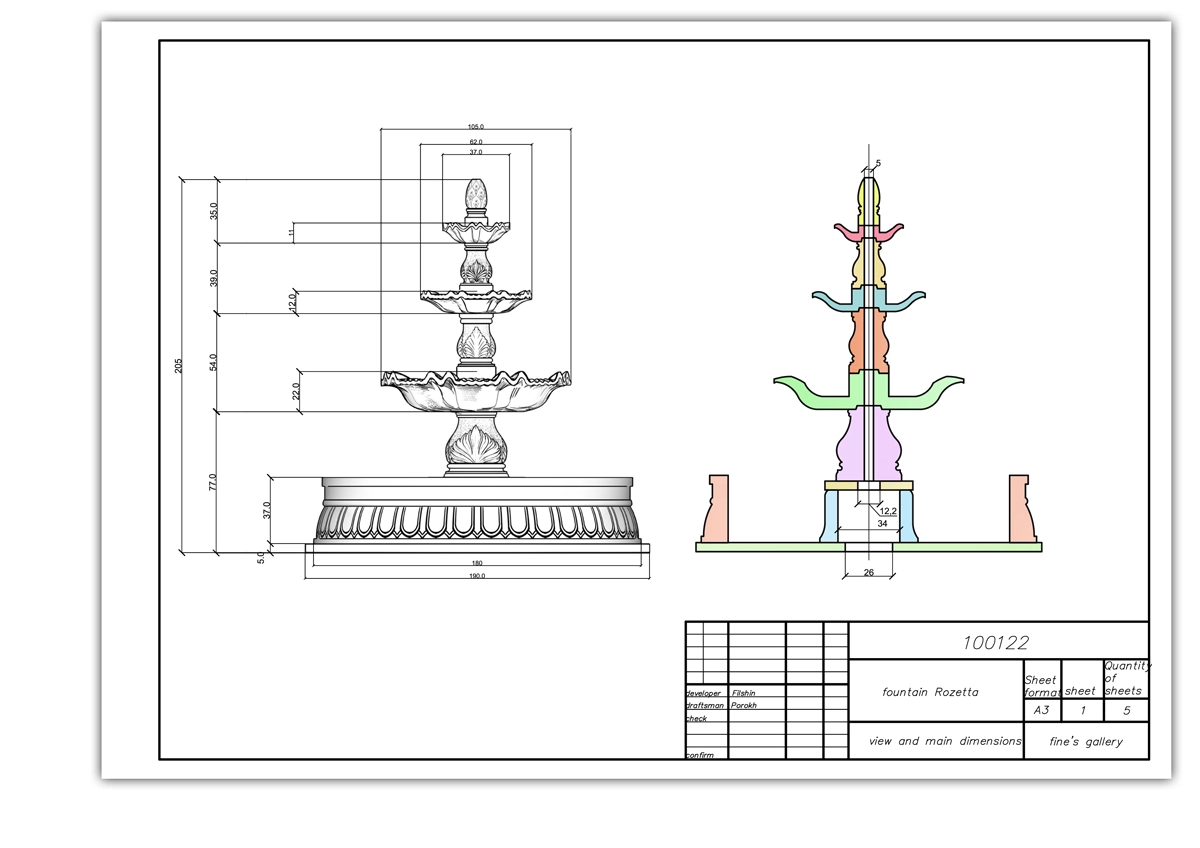 105.0
62.0
37.0
5
35.0
11
39.0
12.0
205
54.0
22.0
77.0
37.0
12,2
34
5.0
180
190.0
26
100122
fountain Rozetta
Sheet
format
sheet
Quantity
of
sheets
A3
1
5
developer Filshin
draftsman Porokh
check
confirm
view and main dimensions
fine's gallery